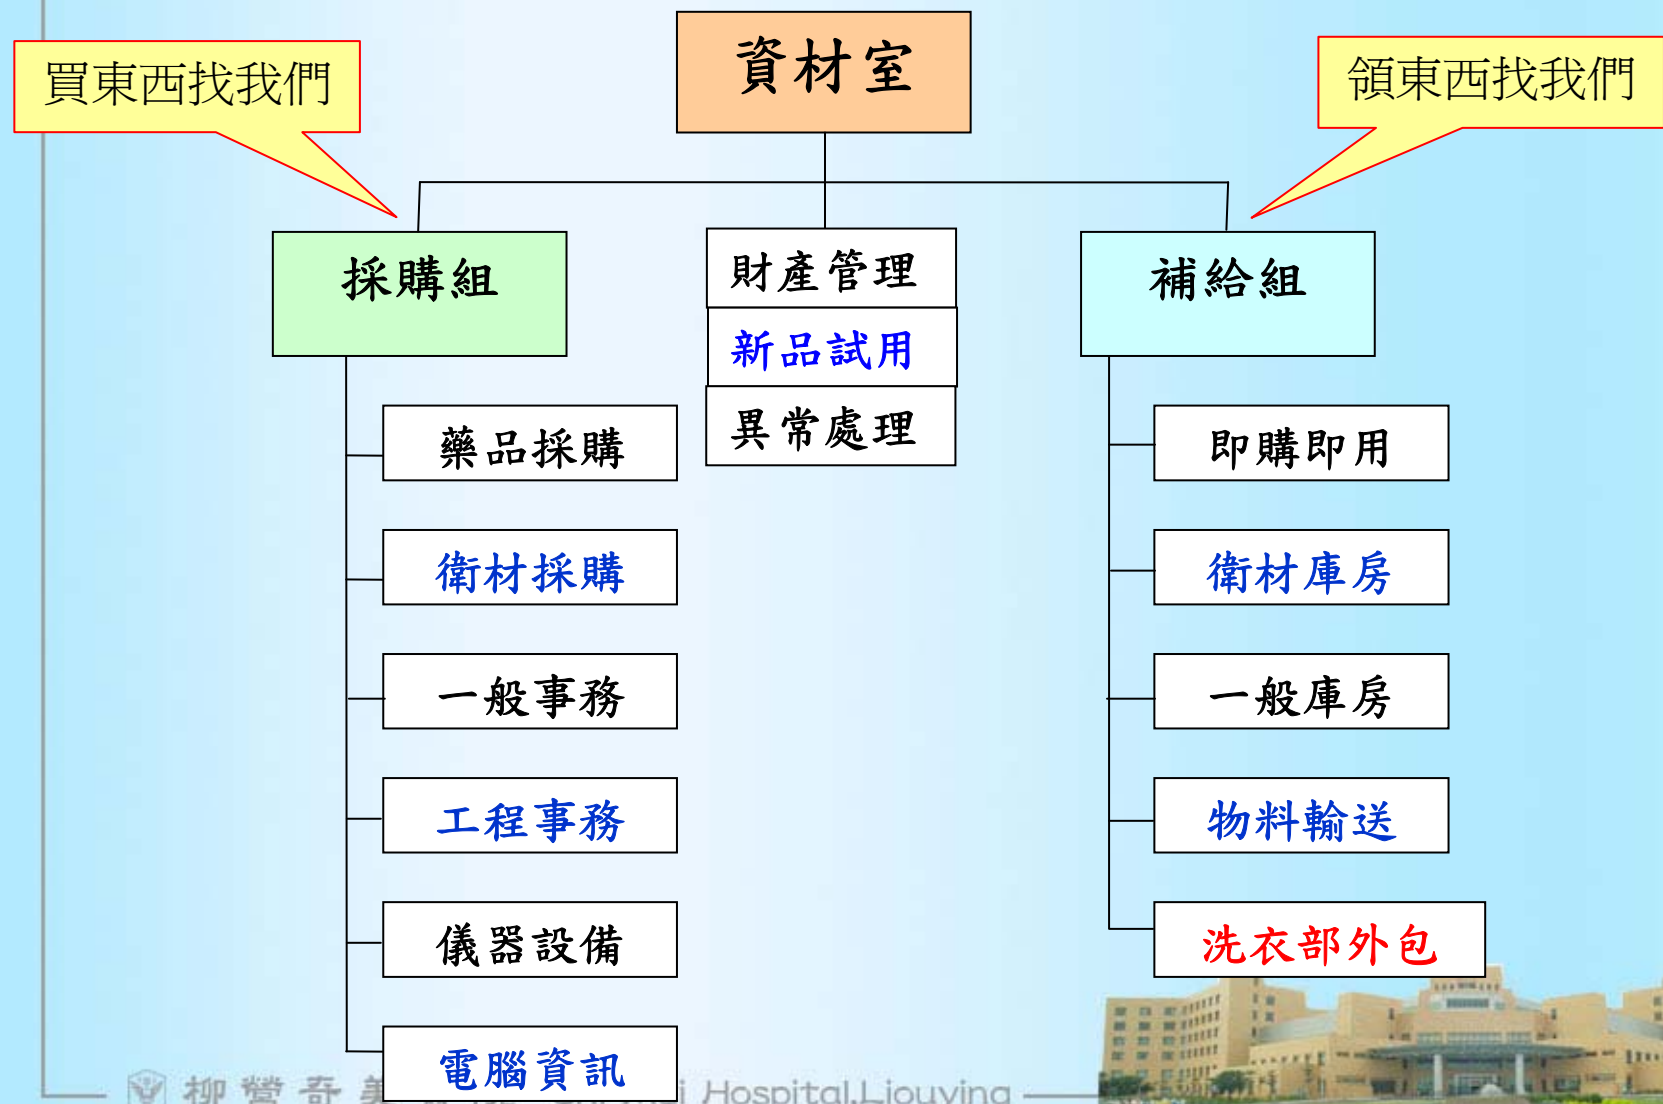 資材室
買東西找我們
領東西找我們
採購組
財產管理
新品試用
異常處理
補給組
藥品採購
衛材採購
一般事務
工程事務
儀器設備
電腦資訊
即購即用
衛材庫房
一般庫房
物料輸送
洗衣部外包
柳營奇美 Hospital,Liouying